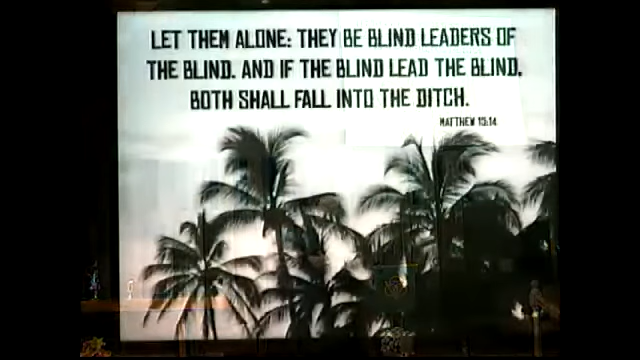 LET THEM ALONE: THEY BE BLIND LEADERS OF
THE BLIND. AND IF THE BLIND LEAD THE BLIND,
BOTH SHALL FALL INTO THE DITCH.
MATTHEW 15:14